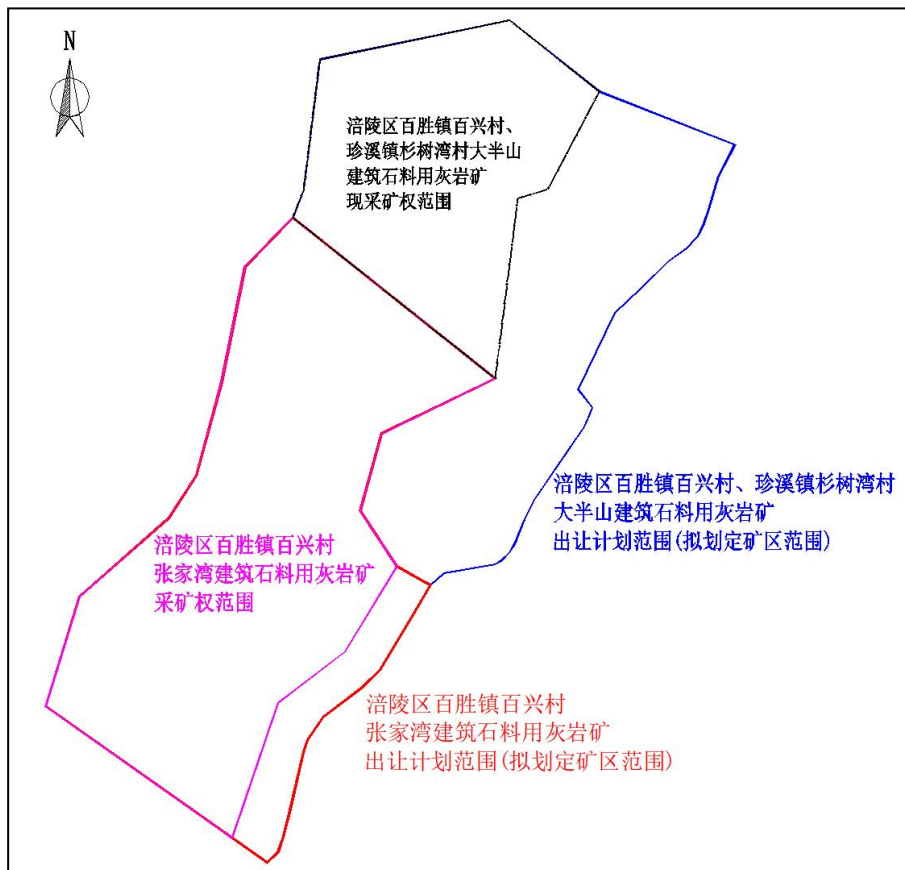 N
涪陵区百胜镇百兴村、
珍溪镇杉树湾村大半山
建筑石料用灰岩矿
现采矿权范围
涪陵区百胜镇百兴村、珍溪镇杉树湾村
大半山建筑石料用灰岩矿
出让计划范围(拟划定矿区范围)
涪陵区百胜镇百兴村
张家湾建筑石料用灰岩矿
采矿权范围
涪陵区百胜镇百兴村
张家湾建筑石料用灰岩矿
出让计划范围(拟划定矿区范围)